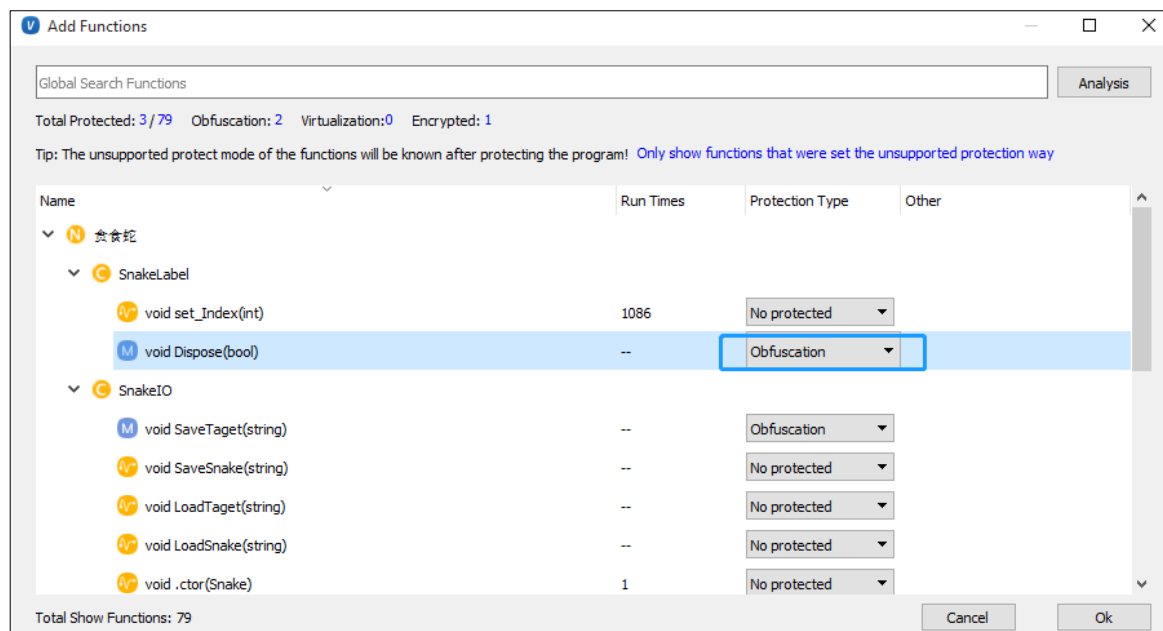 V Add Functions
Global Search Functions Analysis
Total Protected: 3/79 Obfuscation: 2 Virtualization:0 Encrypted: 1
Tip: The unsupported protect mode of the functions will be known after protecting the program! Only show functions that were set the unsupported protection way
Name Run Times Protection Type Other
N 贪食蛇
C SnakeLabel
void set_Index(int) 1086 No protected
M void Dispose(bool) -- Obfuscation
C SnakeIO
M void SaveTaget(string) -- Obfuscation
void SaveSnake(string) -- No protected
void LoadTaget(string) -- No protected
void LoadSnake(string) -- No protected
void .ctor(Snake) 1 No protected
Total Show Functions: 79 Cancel Ok